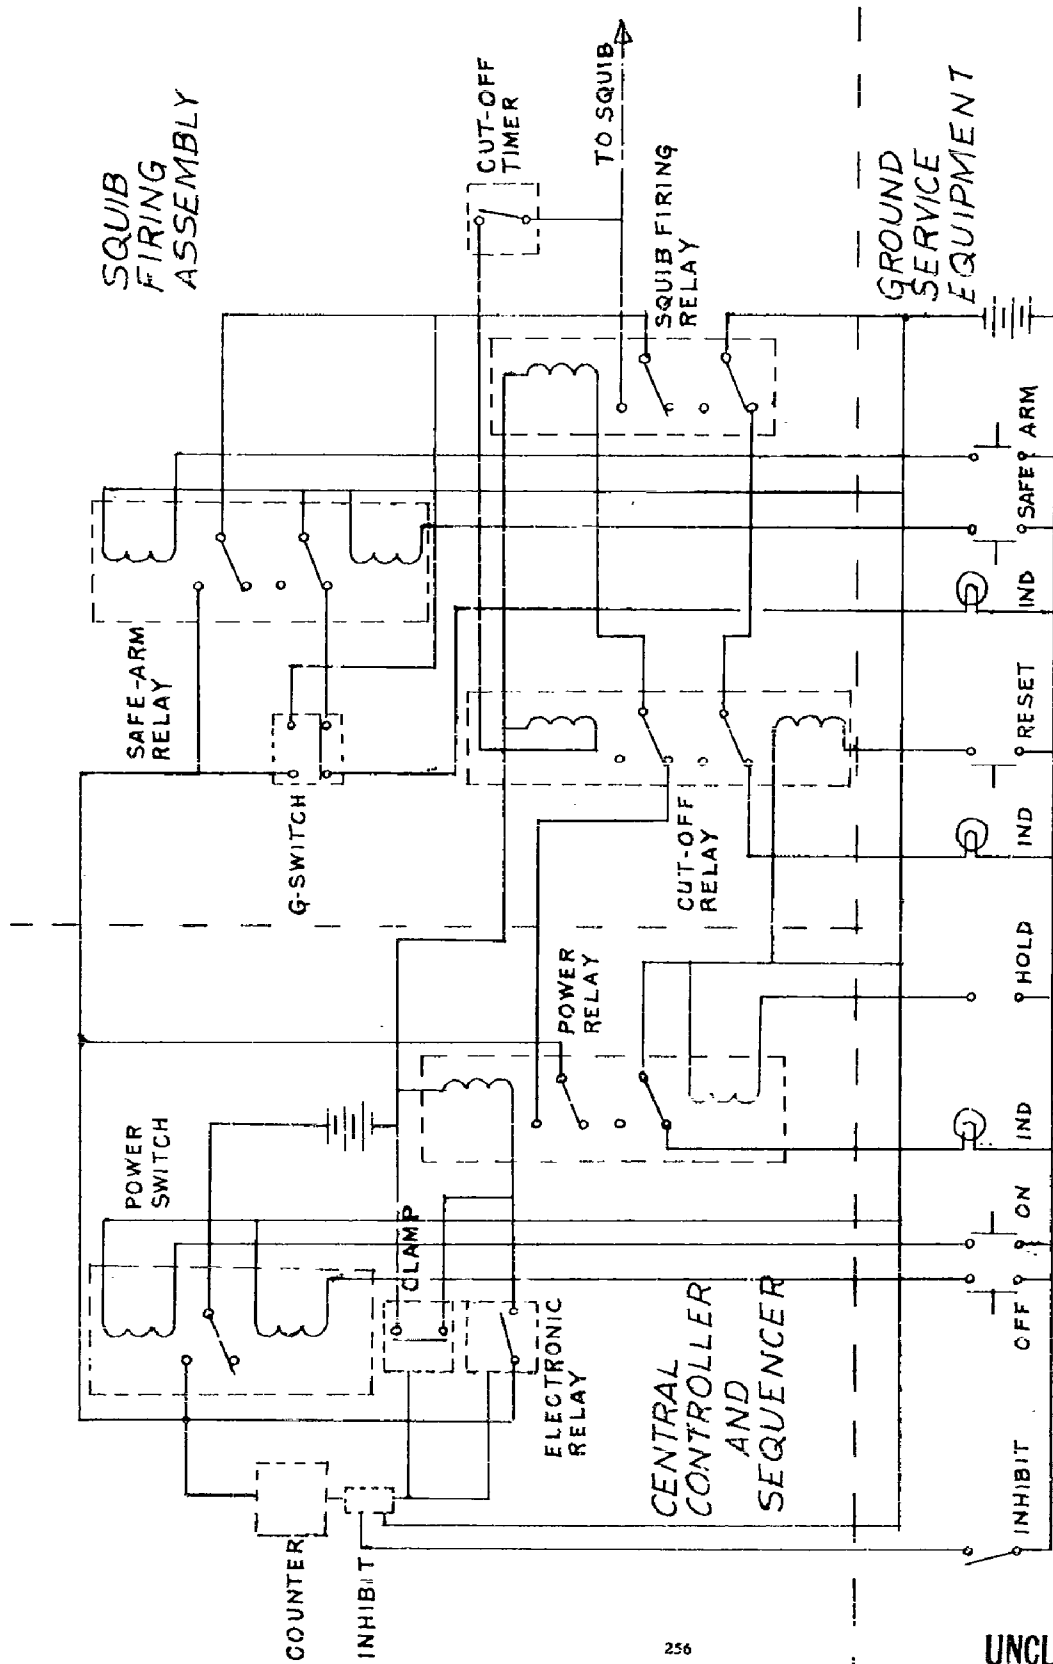 SQUIB
FIRING
ASSEMBLY
CUT-OFF
TIMER
TO SQUIB
SQUIB FIRING
RELAY
GROUND
SERVICE
EQUIPMENT
SAFE-ARM
RELAY
G-SWITCH
CUT-OFF
RELAY
POWER
RELAY
POWER
SWITCH
CLAMP
ELECTRONIC
RELAY
CENTRAL
CONTROLLER
AND
SEQUENCER
COUNTER
INHIBIT
INHIBIT
OFF
ON
IND
HOLD
IND
RESET
IND
SAFE
ARM
256
UNCL